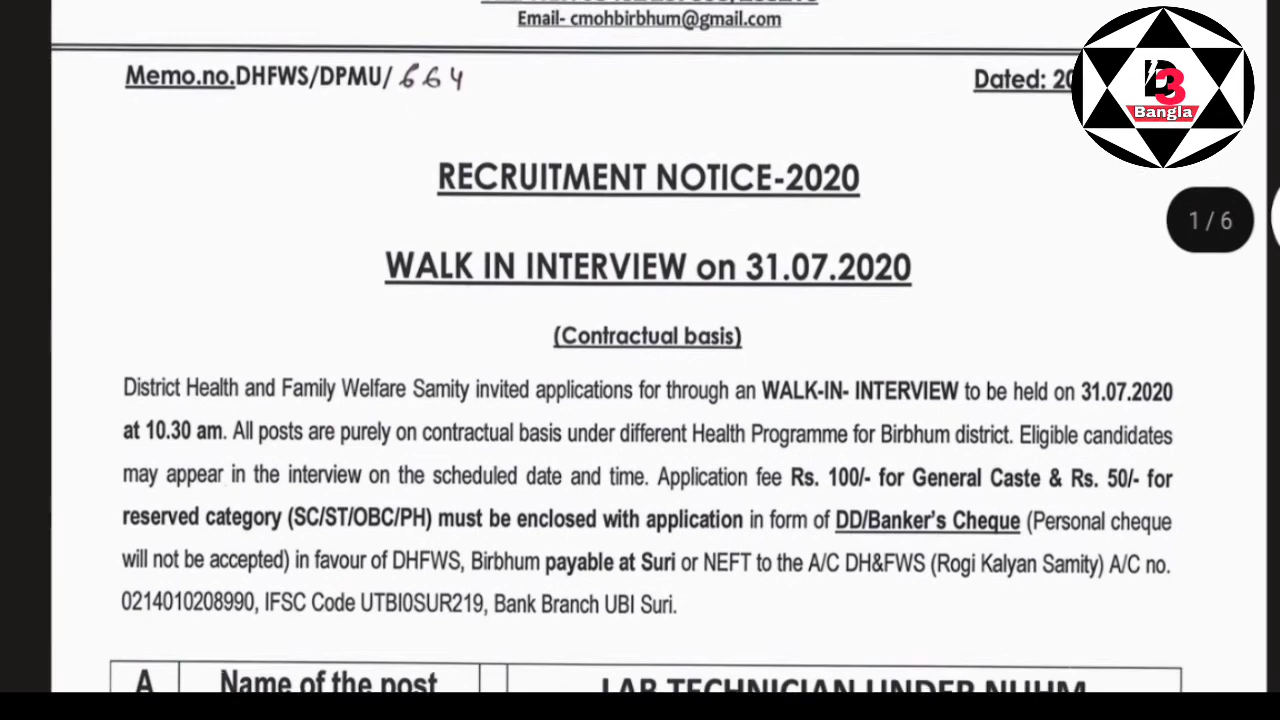 Email- cmohbirbhum@gmail.com
Memo.no.DHFWS/DPMU/ 664
Dated: 20
D3
Bangla
RECRUITMENT NOTICE-2020
1 / 6
WALK IN INTERVIEW on 31.07.2020
(Contractual basis)
District Health and Family Welfare Samity invited applications for through an WALK-IN- INTERVIEW to be held on 31.07.2020
at 10.30 am. All posts are purely on contractual basis under different Health Programme for Birbhum district. Eligible candidates
may appear in the interview on the scheduled date and time. Application fee Rs. 100/- for General Caste & Rs. 50/- for
reserved category (SC/ST/OBC/PH) must be enclosed with application in form of DD/Banker's Cheque (Personal cheque
will not be accepted) in favour of DHFWS, Birbhum payable at Suri or NEFT to the A/C DH&FWS (Rogi Kalyan Samity) A/C no.
0214010208990, IFSC Code UTBI0SUR219, Bank Branch UBI Suri.
A Name of the post LAB TECHNICIAN UNDER NUHM